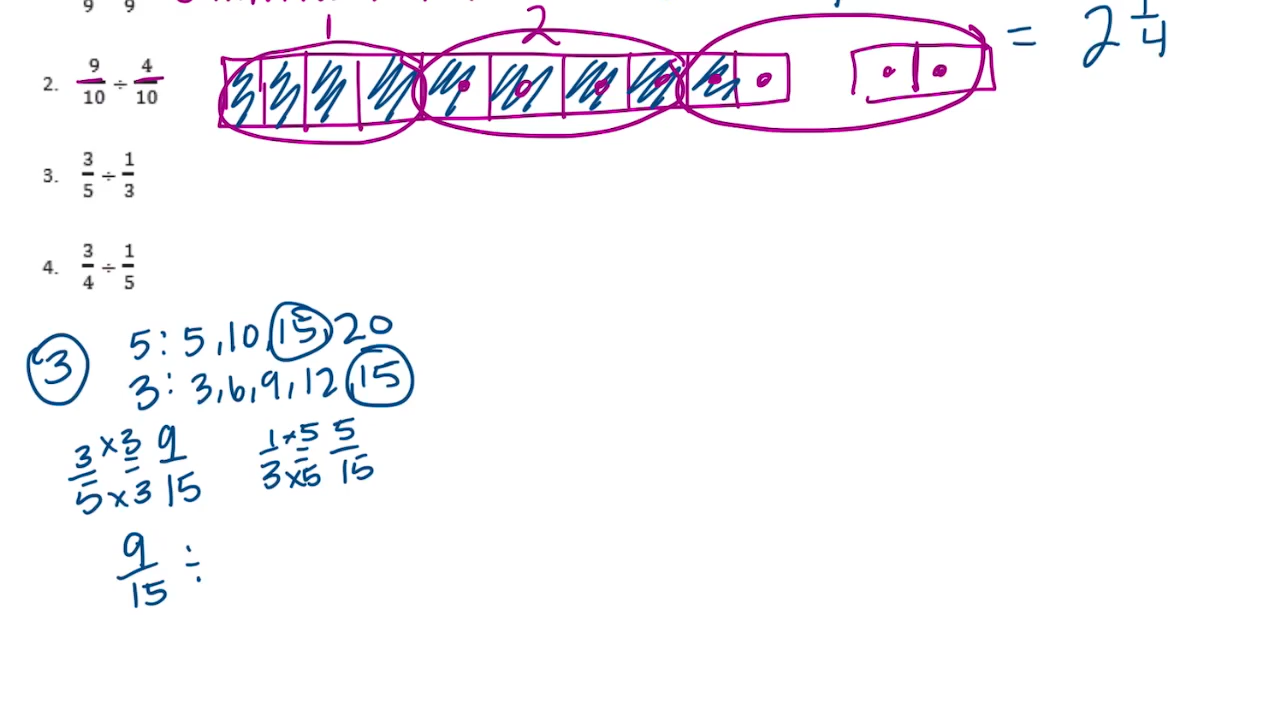 9 9
1 2
= 2 1/4
2. 9/10 ÷ 4/10
3. 3/5 ÷ 1/3
4. 3/4 ÷ 1/5
3 5: 5, 10, 15, 20
3: 3, 6, 9, 12, 15
3/5 × 3/3 = 9/15 1/3 × 5/5 = 5/15
9/15 ÷